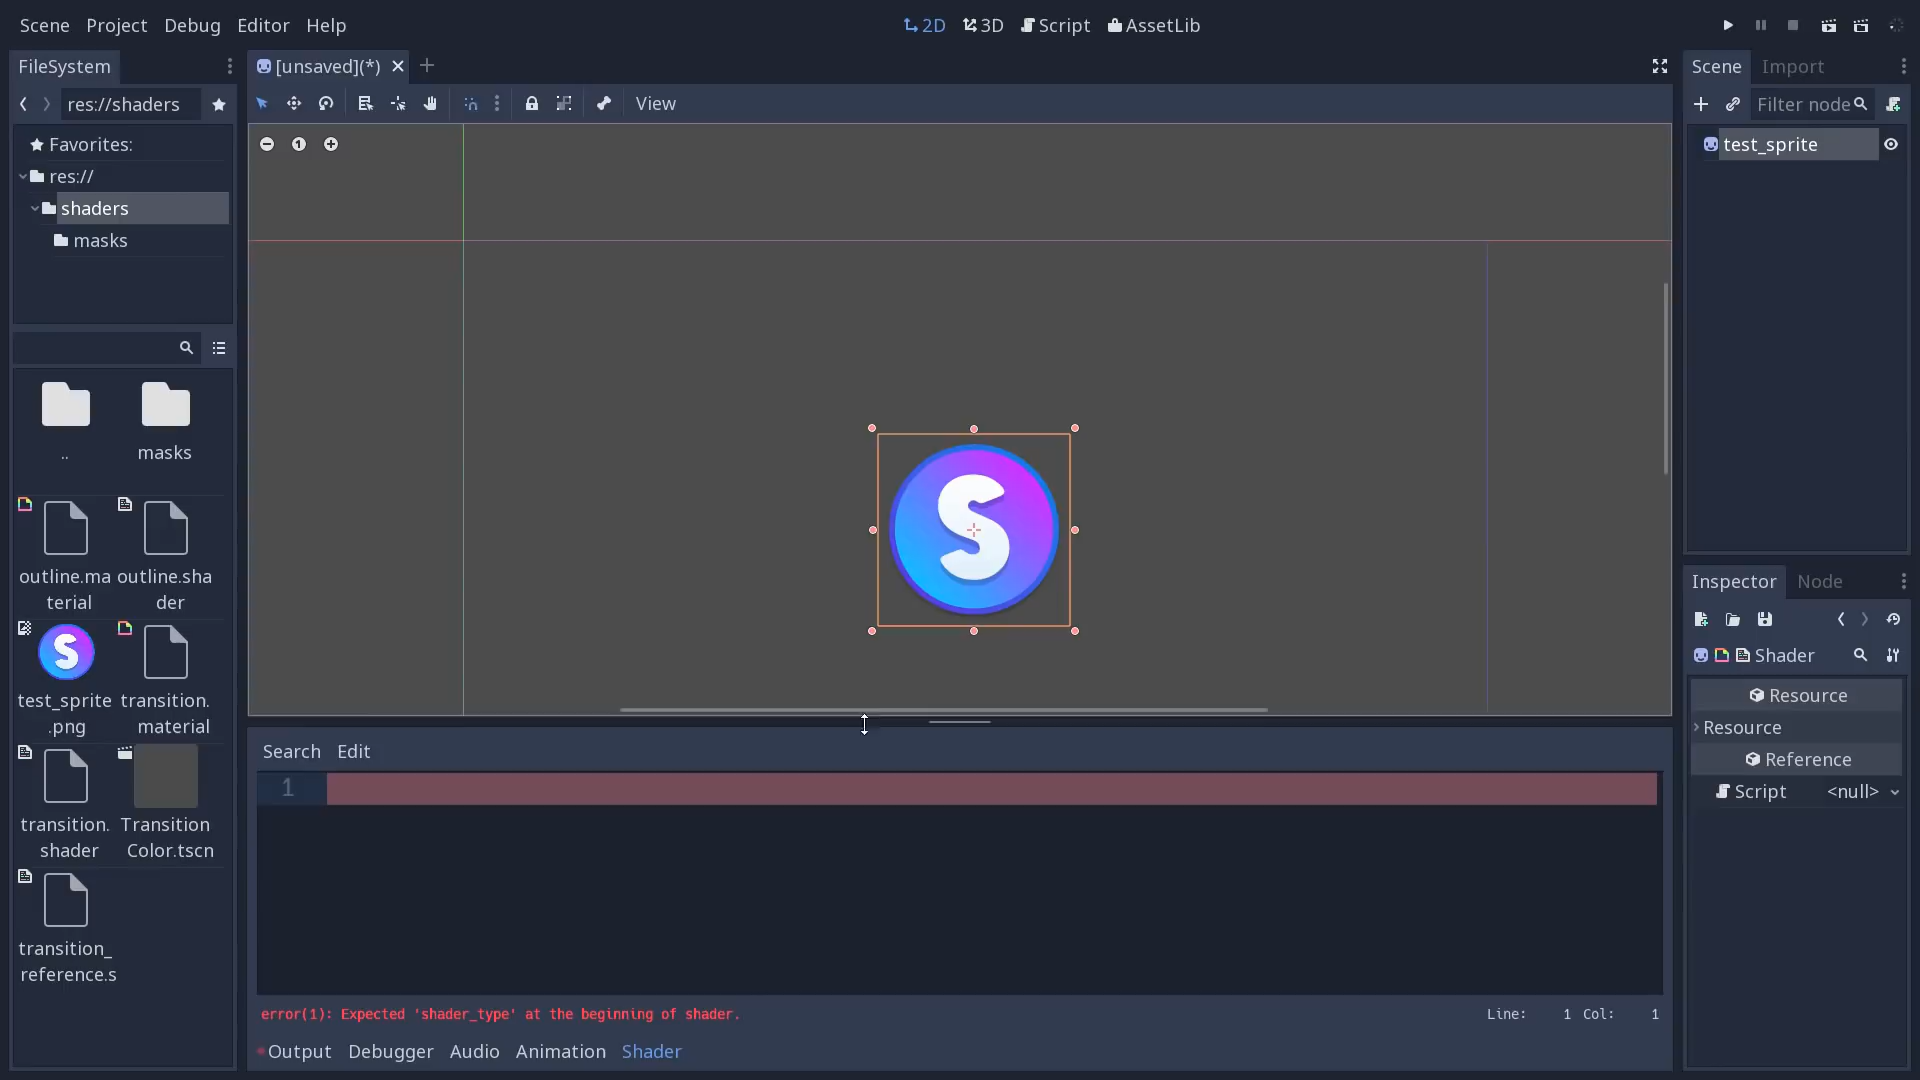 Scene Project Debug Editor Help
2D 3D Script AssetLib
FileSystem
[unsaved](*)
Scene Import
res://shaders
View
Filter node
Favorites:
res://
shaders
masks
1
test_sprite
..
masks
outline.ma
terial
outline.sha
der
S
S
test_sprite
.png
transition.
material
transition.
shader
Transition
Color.tscn
transition_
reference.s
Search Edit
1
error(1): Expected 'shader_type' at the beginning of shader.
Line: 1 Col: 1
Output Debugger Audio Animation Shader
Inspector Node
Shader
Resource
Resource
Reference
Script <null>